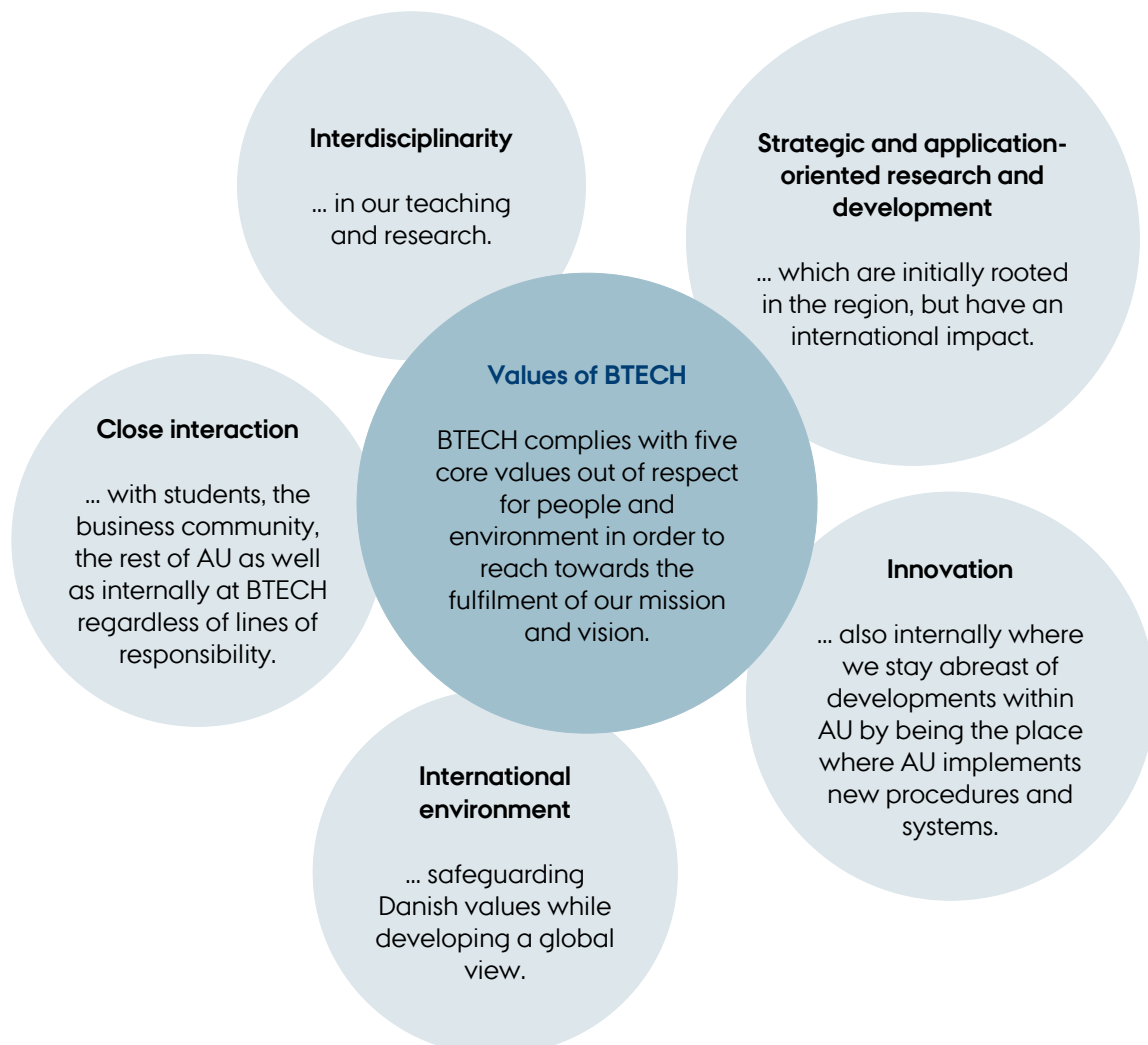 Interdisciplinarity
... in our teaching
and research.
Strategic and application-
oriented research and
development
... which are initially rooted
in the region, but have an
international impact.
Values of BTECH
BTECH complies with five
core values out of respect
for people and
environment in order to
reach towards the
fulfilment of our mission
and vision.
Close interaction
... with students, the
business community,
the rest of AU as well
as internally at BTECH
regardless of lines of
responsibility.
Innovation
... also internally where
we stay abreast of
developments within
AU by being the place
where AU implements
new procedures and
systems.
International
environment
... safeguarding
Danish values while
developing a global
view.